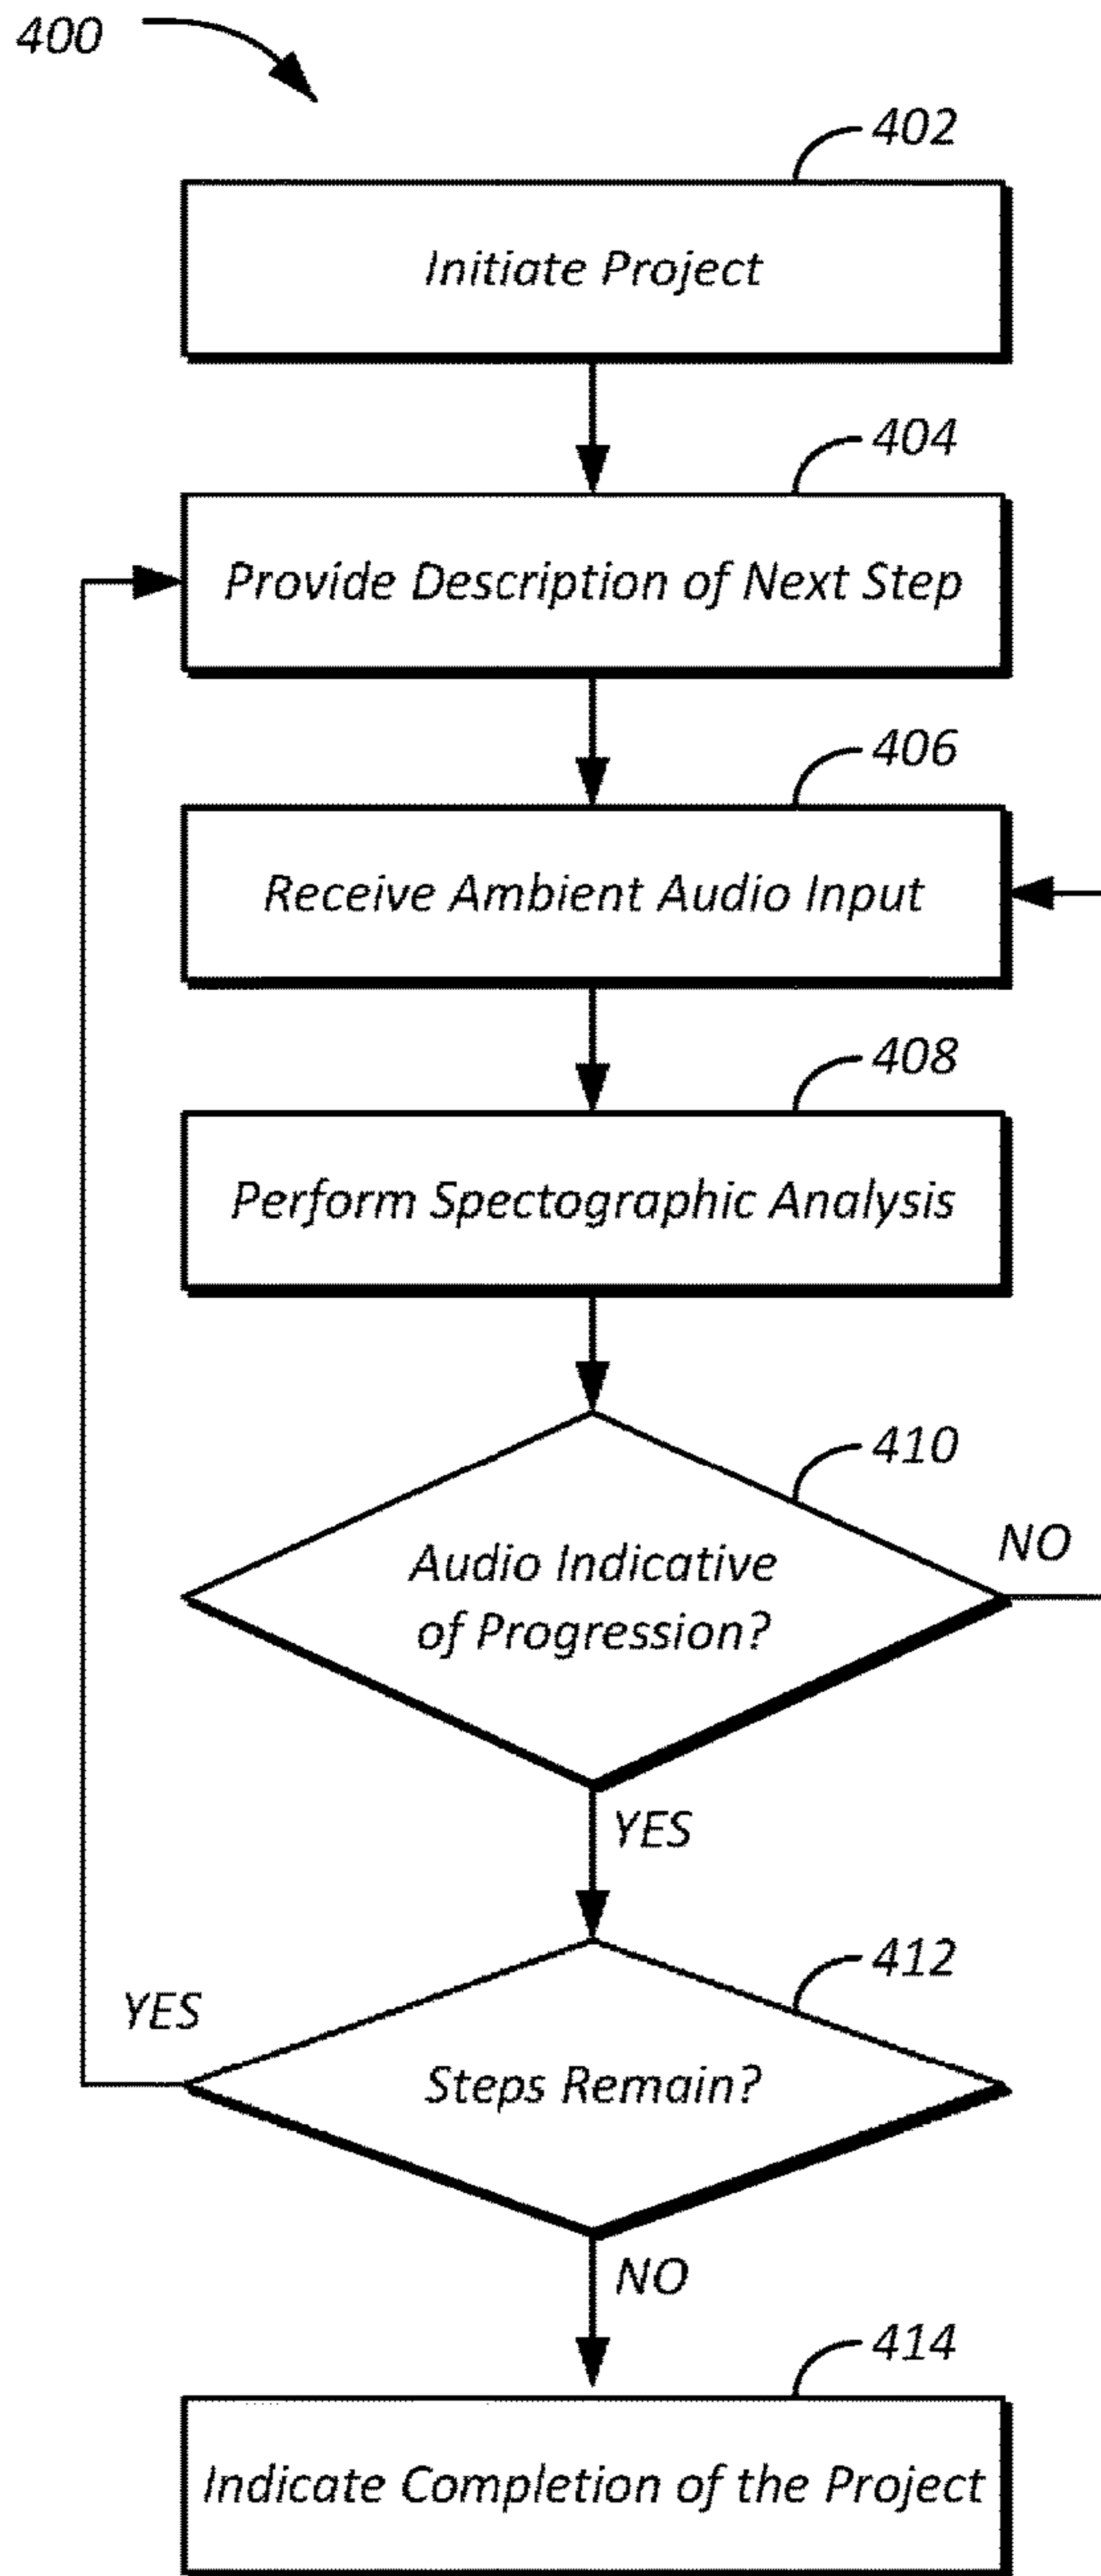 400
402
Initiate Project
404
Provide Description of Next Step
406
Receive Ambient Audio Input
408
Perform Spectographic Analysis
410
Audio Indicative
of Progression?
NO
YES
412
YES
Steps Remain?
NO
414
Indicate Completion of the Project